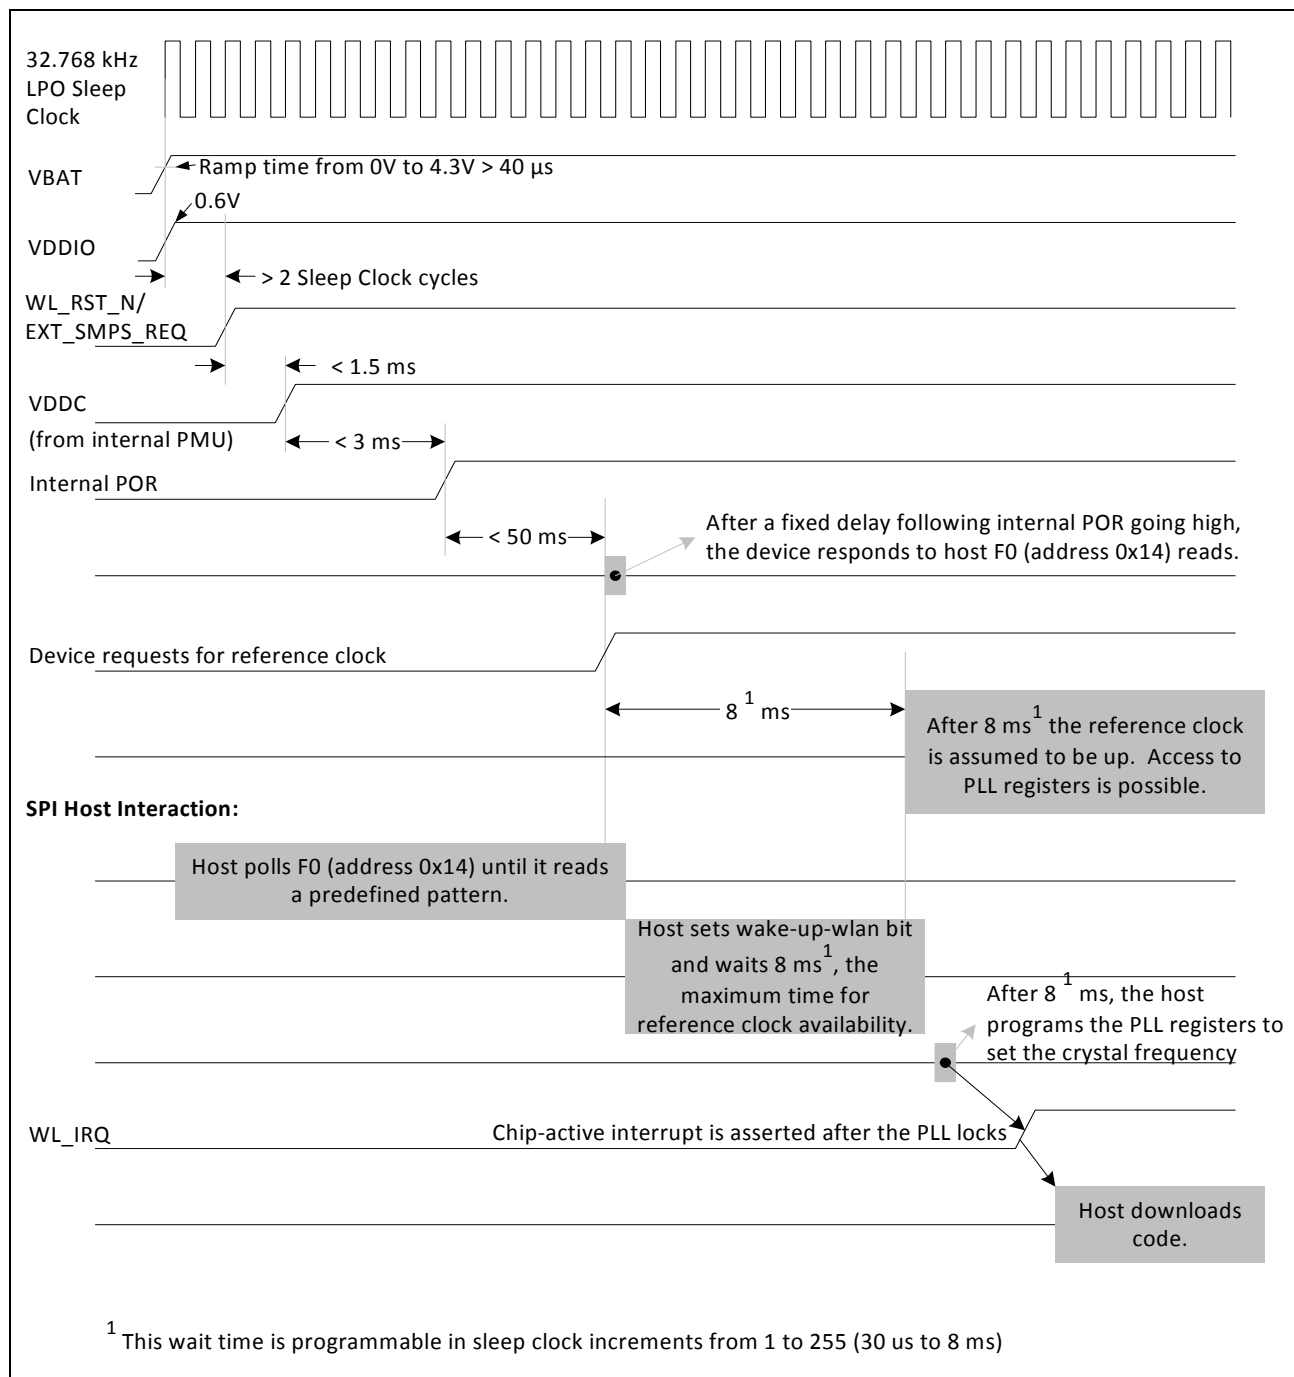 32.768 kHz
LPO Sleep
Clock
Ramp time from 0V to 4.3V > 40 µs
VBAT
0.6V
VDDIO
> 2 Sleep Clock cycles
WL_RST_N/
EXT_SMPS_REQ
< 1.5 ms
VDDC
(from internal PMU)
< 3 ms
Internal POR
After a fixed delay following internal POR going high,
the device responds to host F0 (address 0x14) reads.
< 50 ms
Device requests for reference clock
8 1 ms
After 8 ms1 the reference clock
is assumed to be up. Access to
PLL registers is possible.
SPI Host Interaction:
Host polls F0 (address 0x14) until it reads
a predefined pattern.
Host sets wake-up-wlan bit
and waits 8 ms1, the
maximum time for
reference clock availability.
After 8 1 ms, the host
programs the PLL registers to
set the crystal frequency
WL_IRQ
Chip-active interrupt is asserted after the PLL locks
Host downloads
code.
1 This wait time is programmable in sleep clock increments from 1 to 255 (30 us to 8 ms)